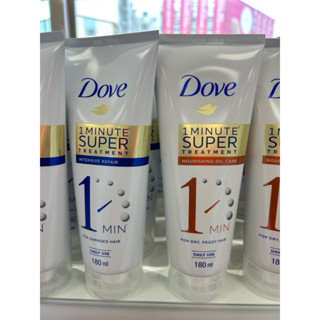 Dove
1 MINUTE
SUPER
TREATMENT
INTENSIVE REPAIR
1
MIN
FOR DAMAGED HAIR
DAILY USE
180 ml
Dove
1 MINUTE
SUPER
TREATMENT
NOURISHING OIL CARE
1
MIN
FOR DRY, FRIZZY HAIR
DAILY USE
180 ml